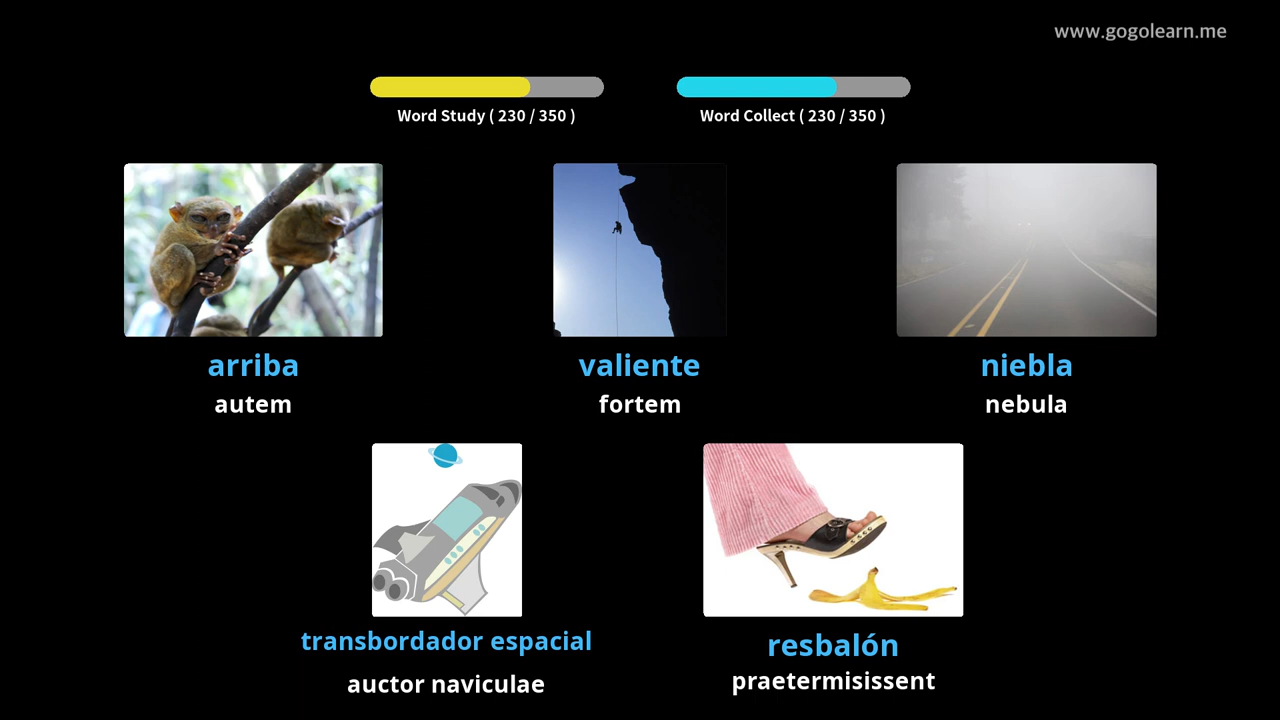 www.gogolearn.me
Word Study ( 230 / 350 )
Word Collect ( 230 / 350 )
arriba
autem
valiente
fortem
niebla
nebula
transbordador espacial
auctor naviculae
resbalón
praetermisissent